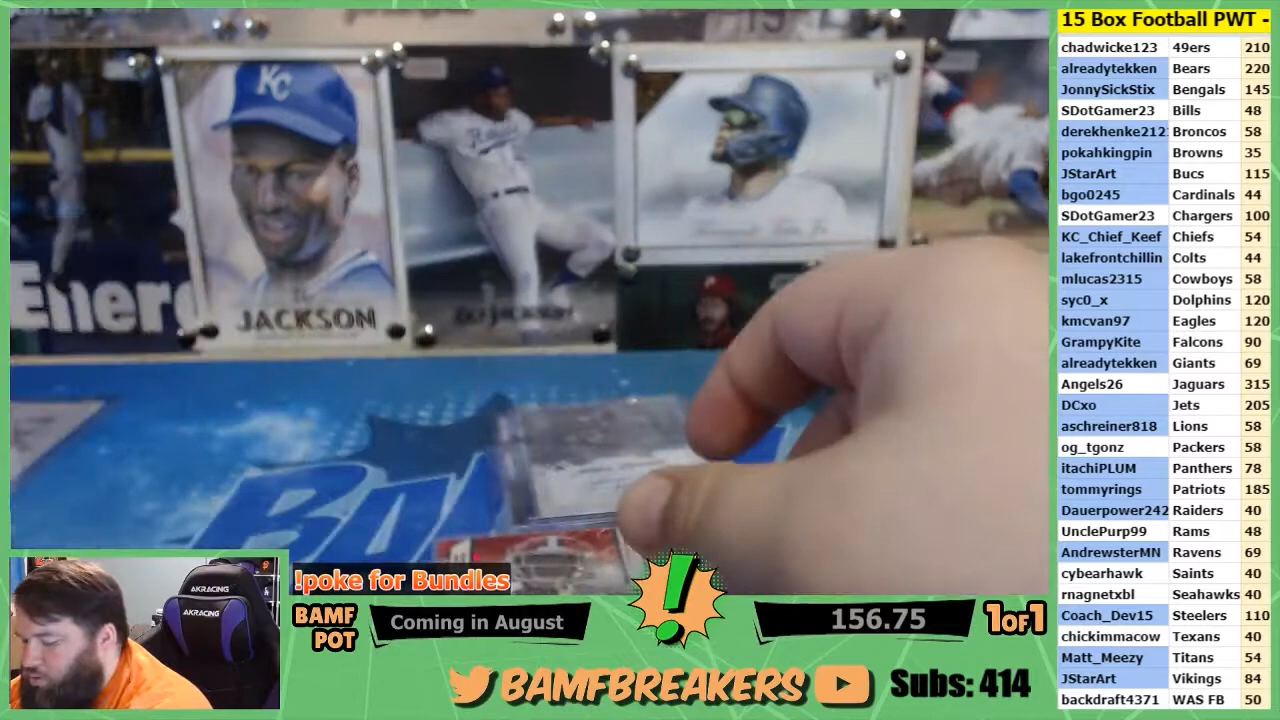 15 Box Football PWT -
chadwicke123 49ers 210
alreadytekken Bears 220
JonnySickStix Bengals 145
SDotGamer23 Bills 48
derekhenke212 Broncos 58
pokahkingpin Browns 35
JStarArt Bucs 115
bgo0245 Cardinals 44
SDotGamer23 Chargers 100
KC_Chief_Keef Chiefs 54
lakefrontchillin Colts 44
mlucas2315 Cowboys 58
syc0_x Dolphins 120
kmcvan97 Eagles 120
GrampyKite Falcons 90
alreadytekken Giants 69
Angels26 Jaguars 315
DCxo Jets 205
aschreiner818 Lions 58
og_tgonz Packers 58
itachiPLUM Panthers 78
tommyrings Patriots 185
Dauerpower242 Raiders 40
UnclePurp99 Rams 48
AndrewsterMN Ravens 69
cybearhawk Saints 40
rnagnetxbl Seahawks 40
Coach_Dev15 Steelers 110
chickimmacow Texans 40
Matt_Meezy Titans 54
JStarArt Vikings 84
backdraft4371 WAS FB 50
KC
JACKSON
Royals
BO JACKSON
Emer
AKRACING
AKRACING
!poke for Bundles
BAMF
POT
Coming in August
!
156.75
1OF1
BAMFBREAKERS
Subs: 414